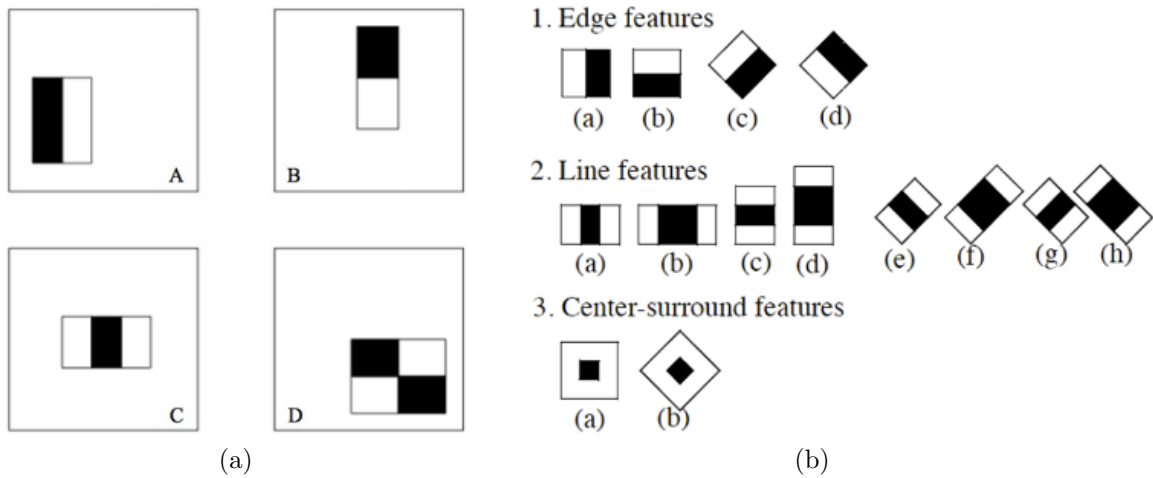 A
B
C
D
(a)
1. Edge features
(a) (b) (c) (d)
2. Line features
(a) (b) (c) (d) (e) (f) (g) (h)
3. Center-surround features
(a) (b)
(b)